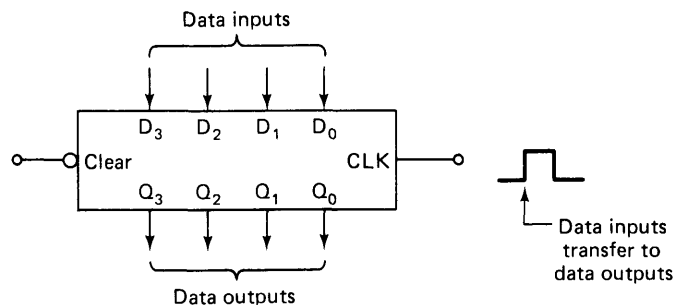 Data inputs
D₃ D₂ D₁ D₀
Clear CLK
Q₃ Q₂ Q₁ Q₀
Data outputs
Data inputs
transfer to
data outputs